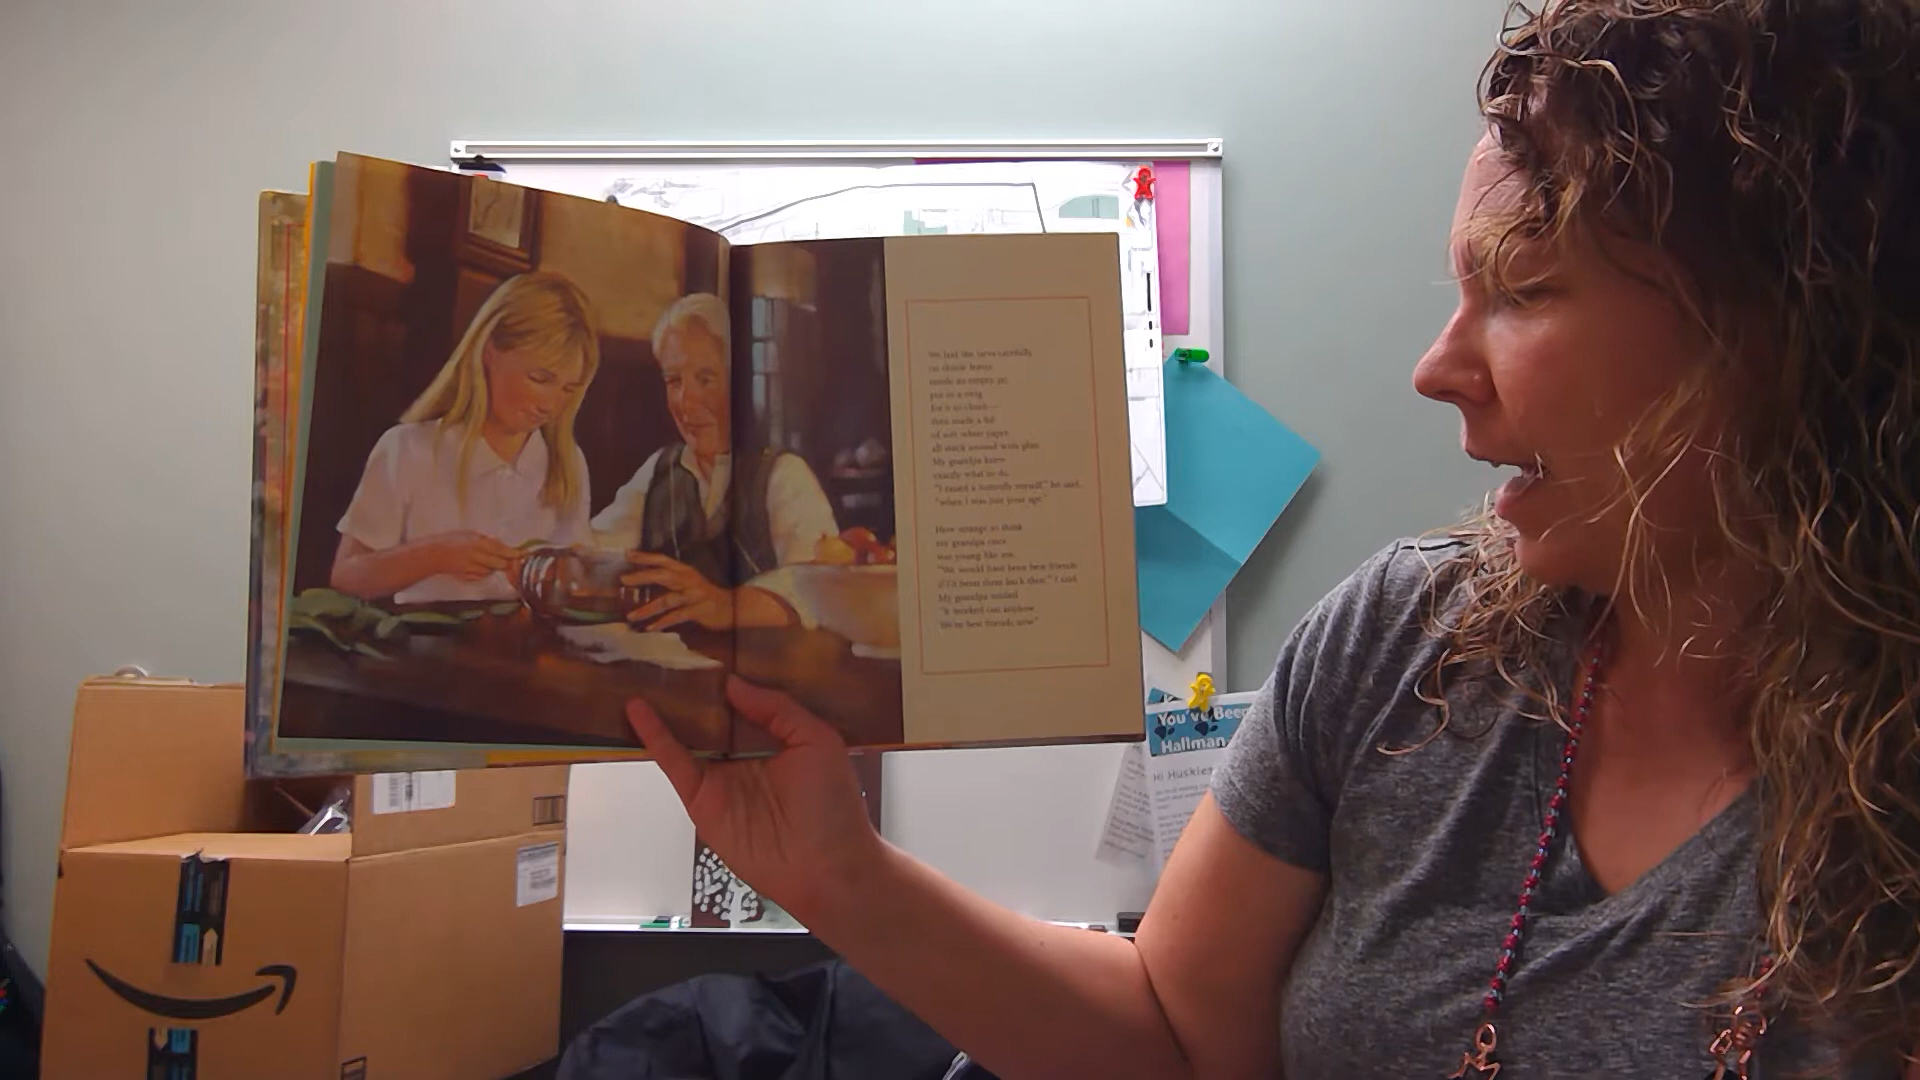 We laid the larva carefully
on thistle leaves
inside an empty jar,
put in a twig
for it to climb—
then made a lid
of soft white paper
all stuck around with glue.
My grandpa knew
exactly what to do.
"I raised a butterfly myself," he said,
"when I was just your age."
How strange to think
my grandpa once
was young like me.
"We would have been best friends
if I'd been there back then," I said.
My grandpa smiled.
"It worked out anyhow.
We're best friends now."
You've Been
Hallman
Hi Huskies